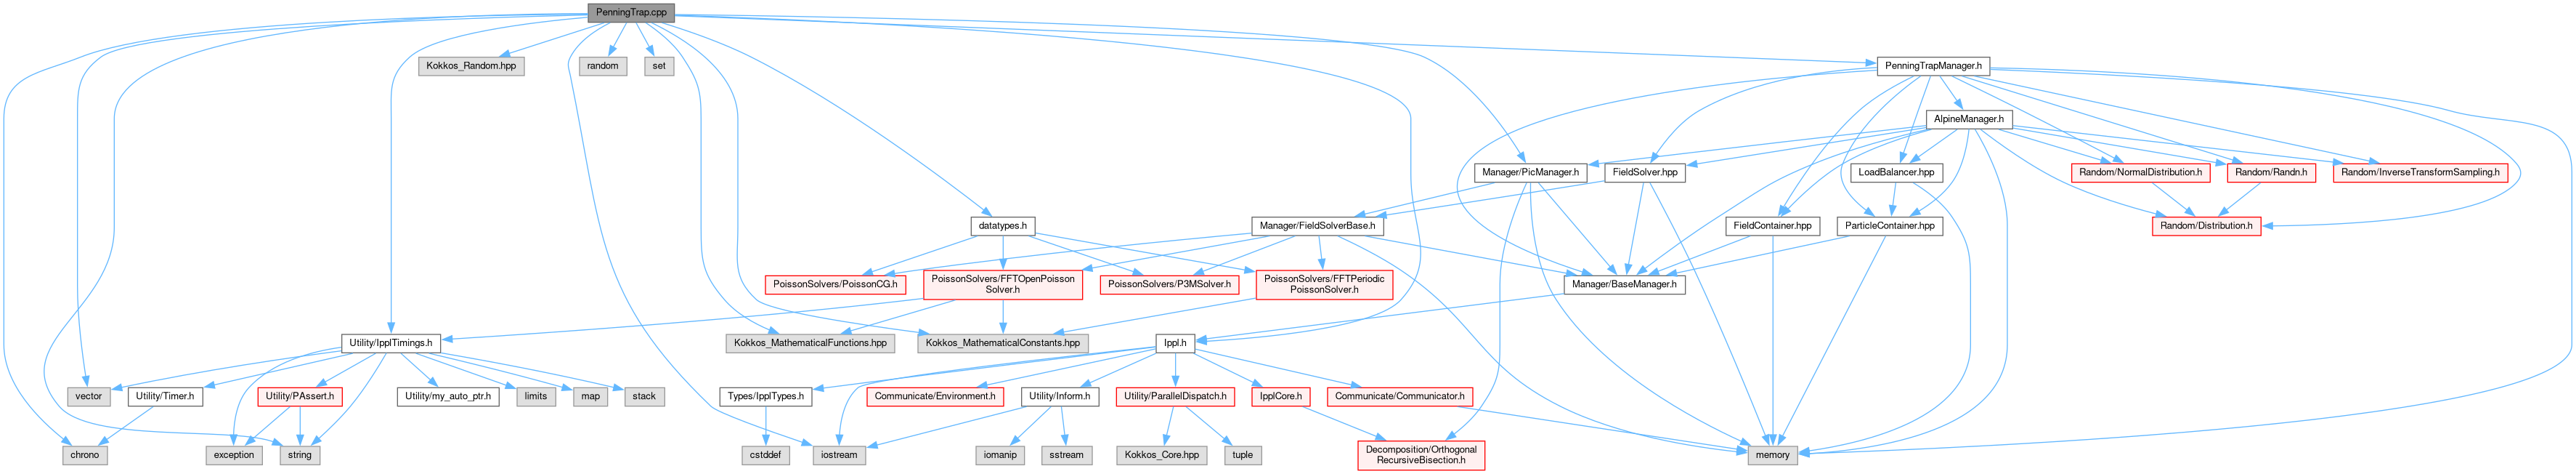 PenningTrap.cpp
Kokkos_Random.hpp
random
set
PenningTrapManager.h
AlpineManager.h
Manager/PicManager.h
FieldSolver.hpp
LoadBalancer.hpp
Random/NormalDistribution.h
Random/Randn.h
Random/InverseTransformSampling.h
datatypes.h
Manager/FieldSolverBase.h
FieldContainer.hpp
ParticleContainer.hpp
Random/Distribution.h
PoissonSolvers/PoissonCG.h
PoissonSolvers/FFTOpenPoisson
Solver.h
PoissonSolvers/P3MSolver.h
PoissonSolvers/FFTPeriodic
PoissonSolver.h
Manager/BaseManager.h
Utility/IpplTimings.h
Kokkos_MathematicalFunctions.hpp
Kokkos_MathematicalConstants.hpp
Ippl.h
vector
Utility/Timer.h
Utility/PAssert.h
Utility/my_auto_ptr.h
limits
map
stack
Types/IpplTypes.h
Communicate/Environment.h
Utility/Inform.h
Utility/ParallelDispatch.h
IpplCore.h
Communicate/Communicator.h
chrono
exception
string
cstddef
iostream
iomanip
sstream
Kokkos_Core.hpp
tuple
Decomposition/Orthogonal
RecursiveBisection.h
memory